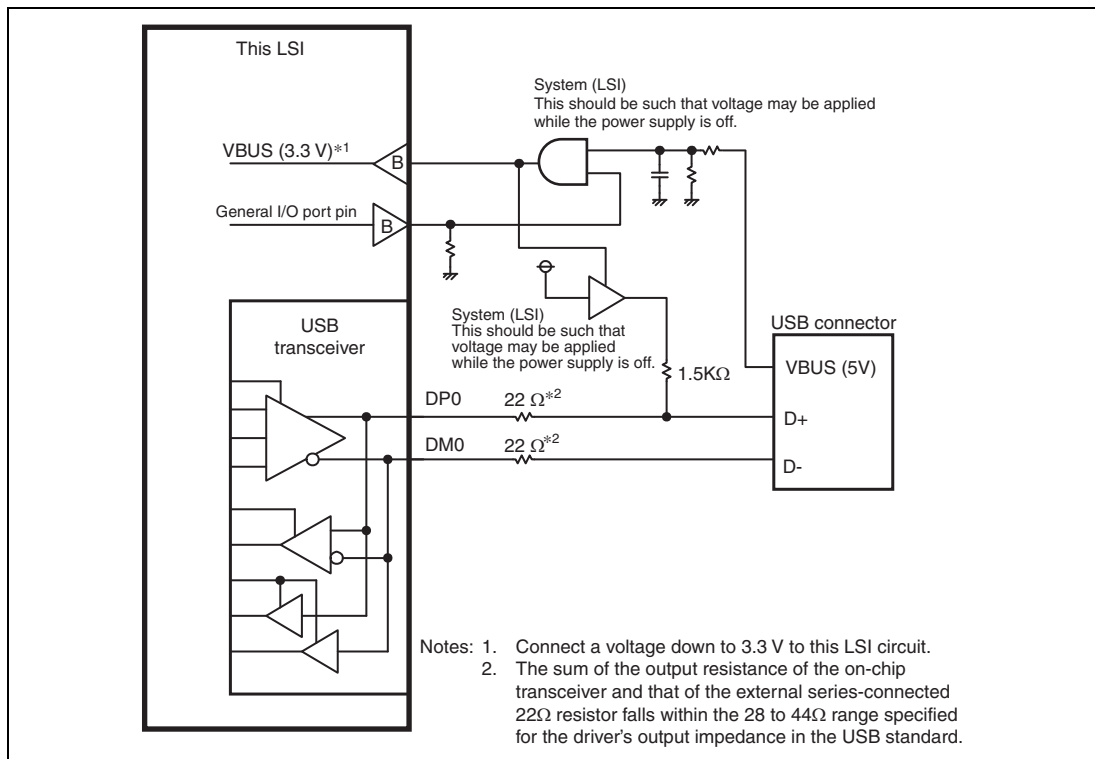 This LSI
System (LSI)
This should be such that voltage may be applied
while the power supply is off.
VBUS (3.3 V)*1
B
General I/O port pin
B
System (LSI)
This should be such that
voltage may be applied
while the power supply is off.
USB
transceiver
USB connector
1.5KΩ
VBUS (5V)
DP0
22 Ω*2
D+
DM0
22 Ω*2
D-
Notes: 1. Connect a voltage down to 3.3 V to this LSI circuit.
2. The sum of the output resistance of the on-chip
transceiver and that of the external series-connected
22Ω resistor falls within the 28 to 44Ω range specified
for the driver's output impedance in the USB standard.